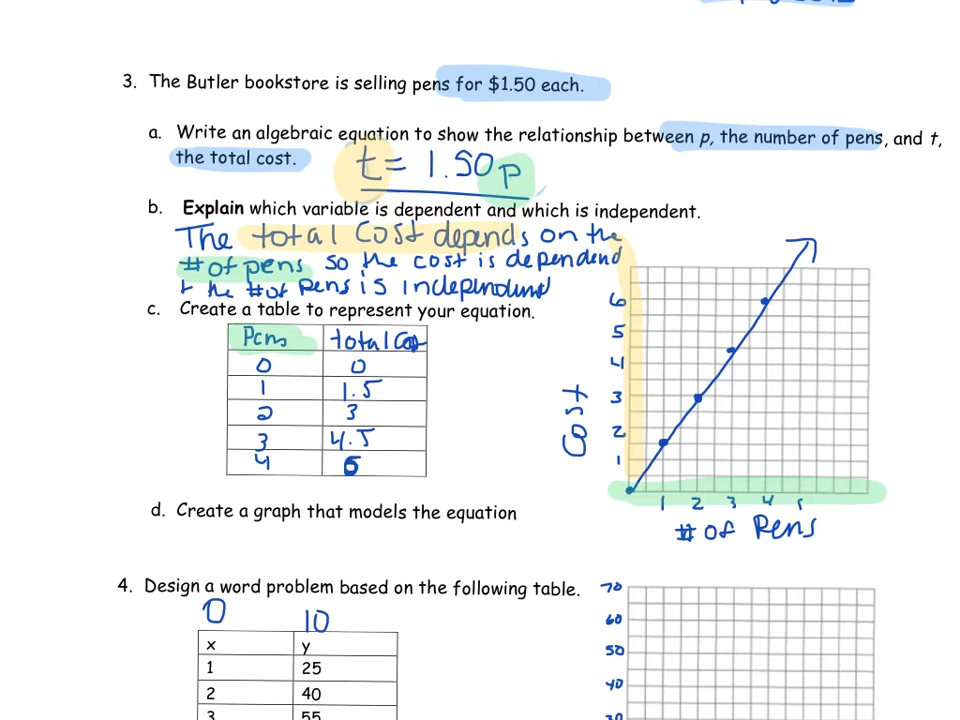 3. The Butler bookstore is selling pens for $1.50 each.
a. Write an algebraic equation to show the relationship between p, the number of pens, and t,
the total cost.
t = 1.50p
b. Explain which variable is dependent and which is independent.
The total cost depends on the
# of pens so the cost is dependend
+ the # of pens is independend
c. Create a table to represent your equation.
Pens total Cost
0 0
1 1.5
2 3
3 4.5
4 6
6
5
4
3
2
1
Cost
1 2 3 4 5
# of Pens
d. Create a graph that models the equation
4. Design a word problem based on the following table.
0 10
x y
1 25
2 40
3 55
70
60
50
40
30